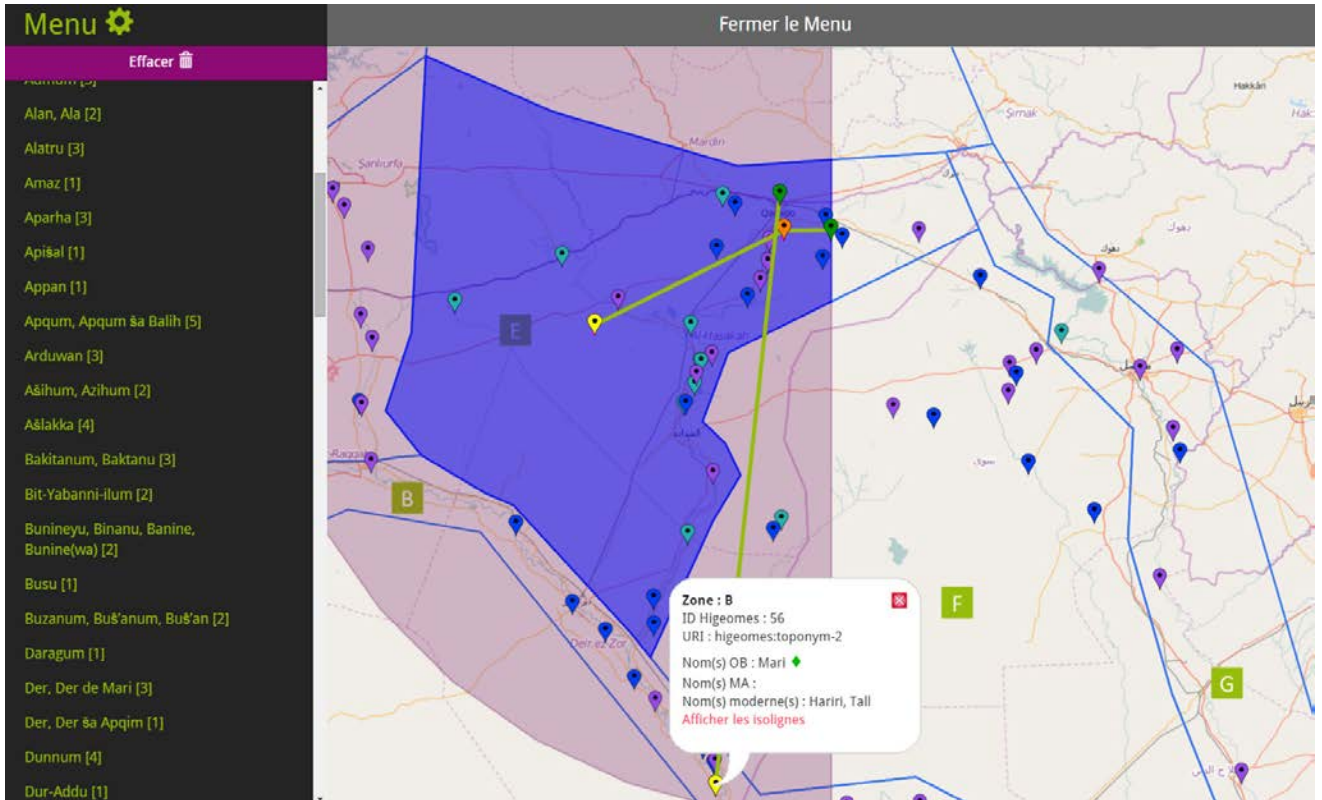 Menu
Fermer le Menu
Effacer
Alan, Ala [2]
Alatru [3]
Amaz [1]
Aparha [3]
Apišal [1]
Appan [1]
Apqum, Apqum ša Balih [5]
Arduwan [3]
Ašihum, Azihum [2]
Ašlakka [4]
Bakitanum, Baktanu [3]
Bit-Yabanni-ilum [2]
Bunineyu, Binanu, Banine,
Bunine(wa) [2]
Busu [1]
Buzanum, Buš'anum, Buš'an [2]
Daragum [1]
Der, Der de Mari [3]
Der, Der ša Apqim [1]
Dunnum [4]
Dur-Addu [1]
Hakkâri
Şırnak
Mardin
Şanlıurfa
دهوك
E
B
Deir ez-Zor
F
G
Zone : B
ID Higeomes : 56
URI : higeomes:toponym-2
Nom(s) OB : Mari
Nom(s) MA :
Nom(s) moderne(s) : Hariri, Tall
Afficher les isolignes